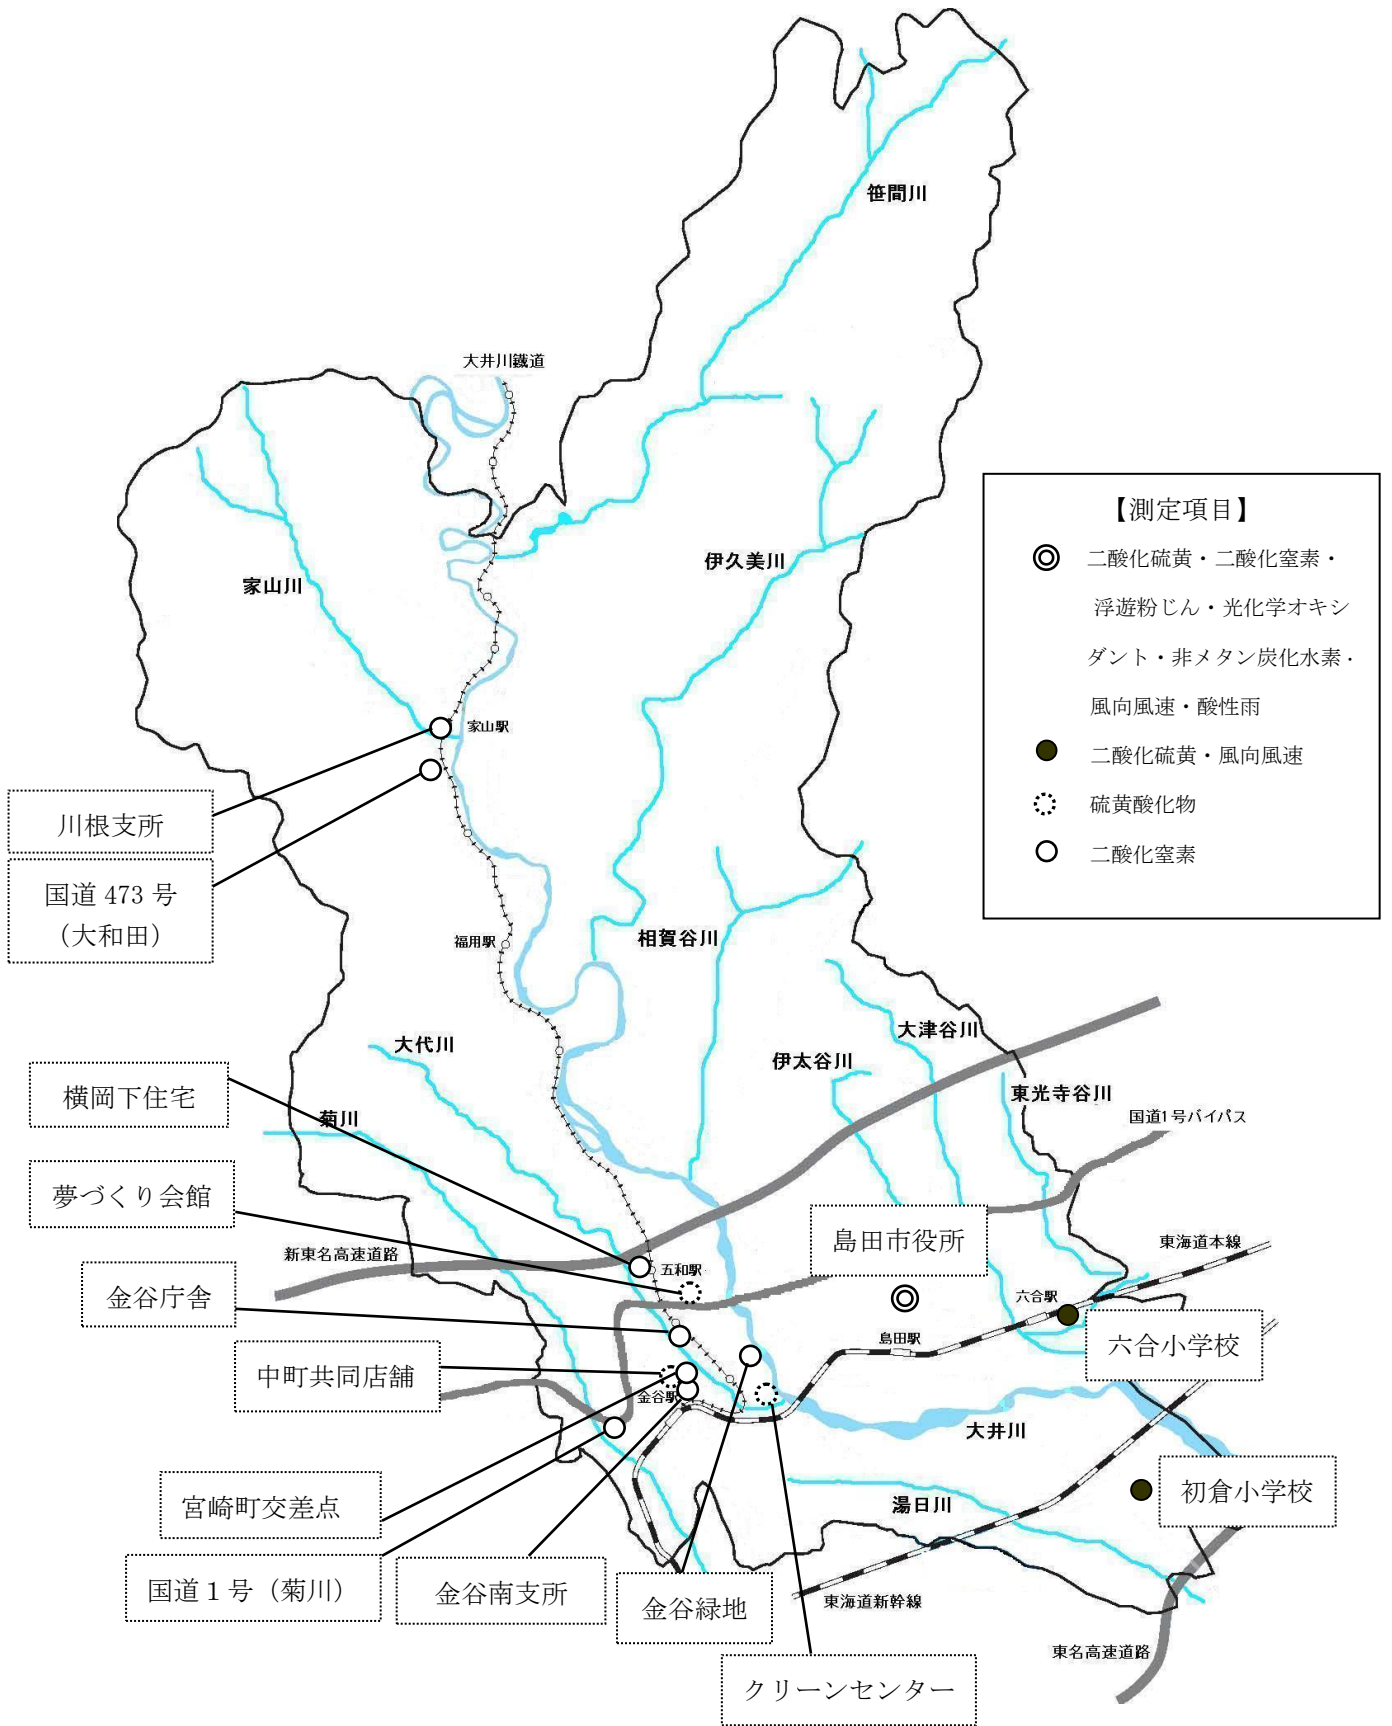 笹間川
大井川鐵道
【測定項目】
二酸化硫黄・二酸化窒素・
浮遊粉じん・光化学オキシ
ダント・非メタン炭化水素・
風向風速・酸性雨
二酸化硫黄・風向風速
硫黄酸化物
二酸化窒素
伊久美川
家山川
家山駅
川根支所
国道 473 号
（大和田）
福用駅
相賀谷川
大津谷川
大代川
伊太谷川
横岡下住宅
東光寺谷川
菊川
国道1号バイパス
夢づくり会館
島田市役所
新東名高速道路
東海道本線
五和駅
金谷庁舎
六合駅
島田駅
六合小学校
中町共同店舗
金谷駅
大井川
宮崎町交差点
湯日川
初倉小学校
国道１号（菊川）
金谷南支所
金谷緑地
東海道新幹線
東名高速道路
クリーンセンター